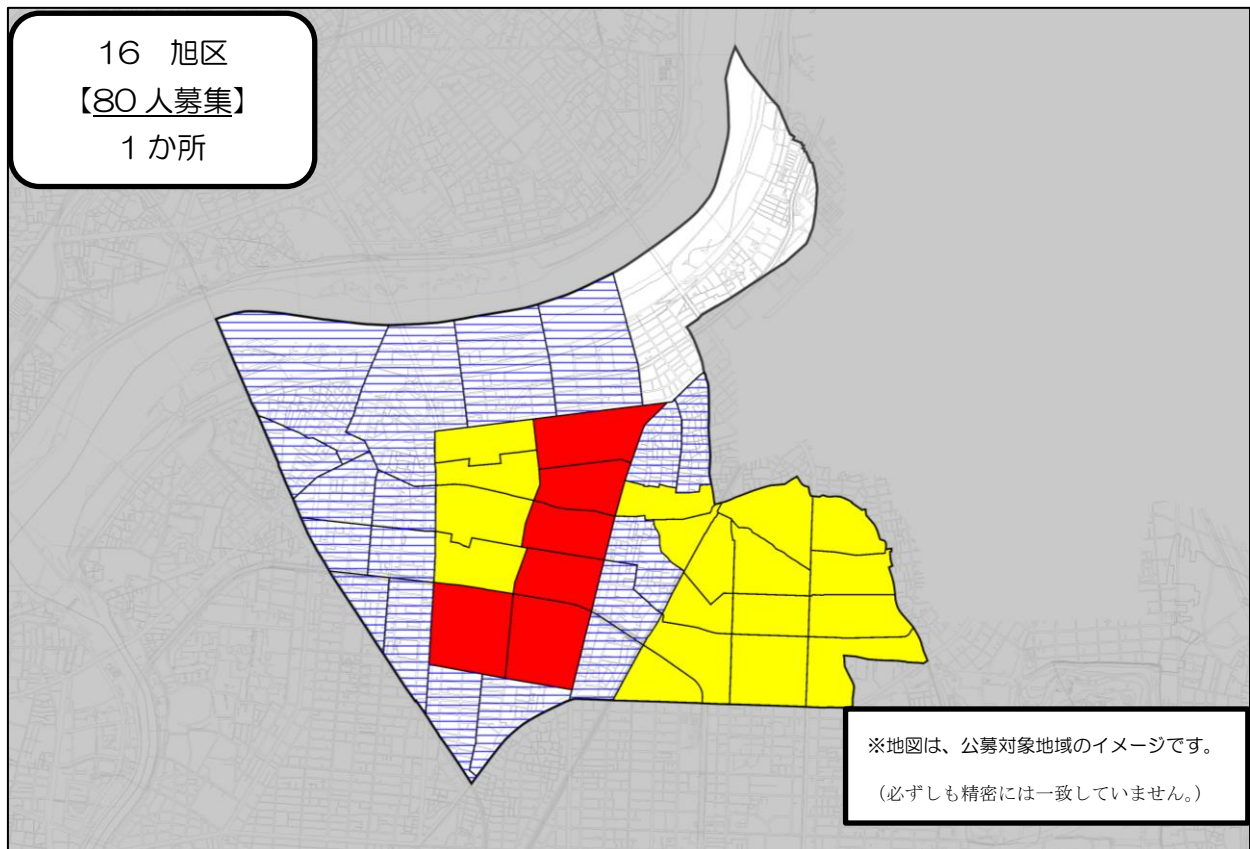 16　旭区
【80人募集】
1か所
※地図は、公募対象地域のイメージです。
（必ずしも精密には一致していません。）